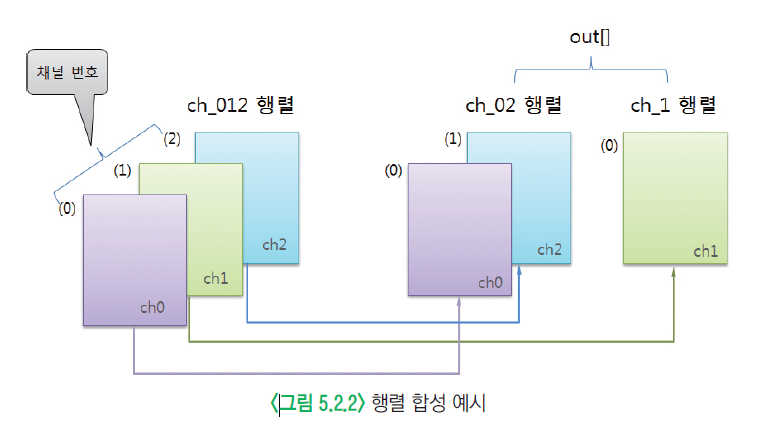 out[]
채널 번호
ch_012 행렬
ch_02 행렬
ch_1 행렬
(2)
(1)
(0)
(1)
(0)
(0)
ch2
ch1
ch0
ch2
ch0
ch1
<그림 5.2.2> 행렬 합성 예시